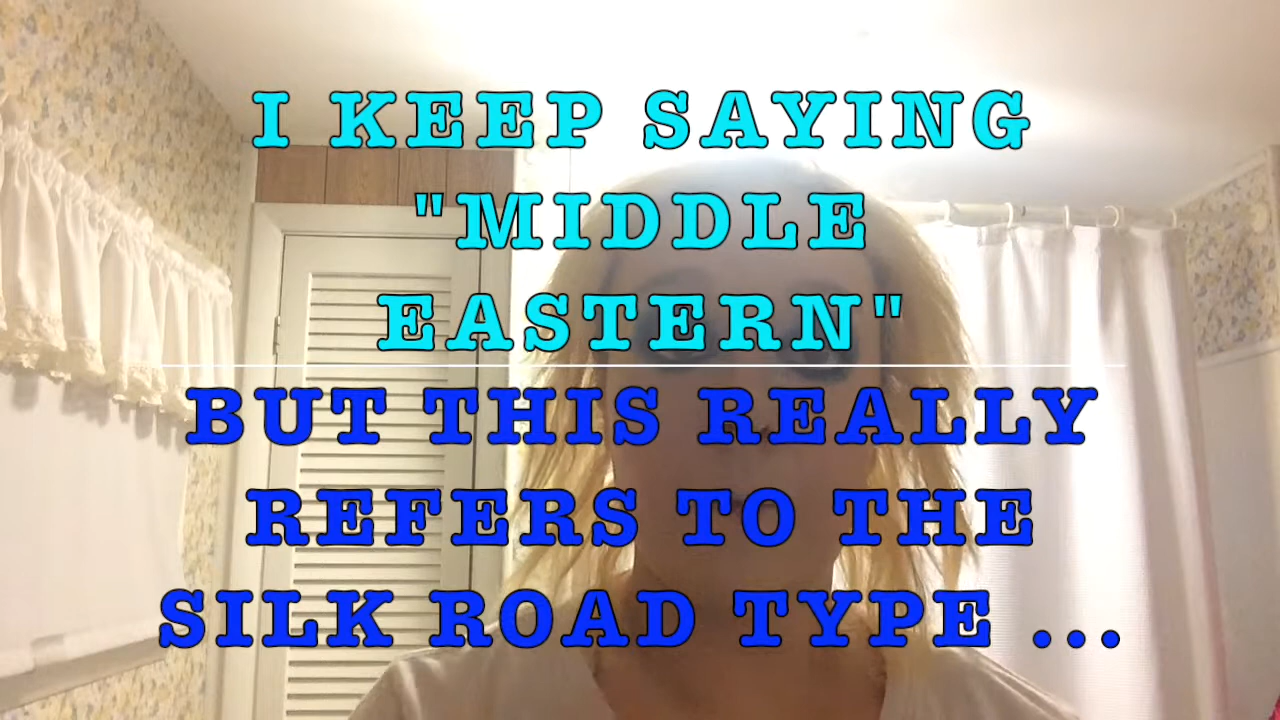 I KEEP SAYING
"MIDDLE
EASTERN"
BUT THIS REALLY
REFERS TO THE
SILK ROAD TYPE ...